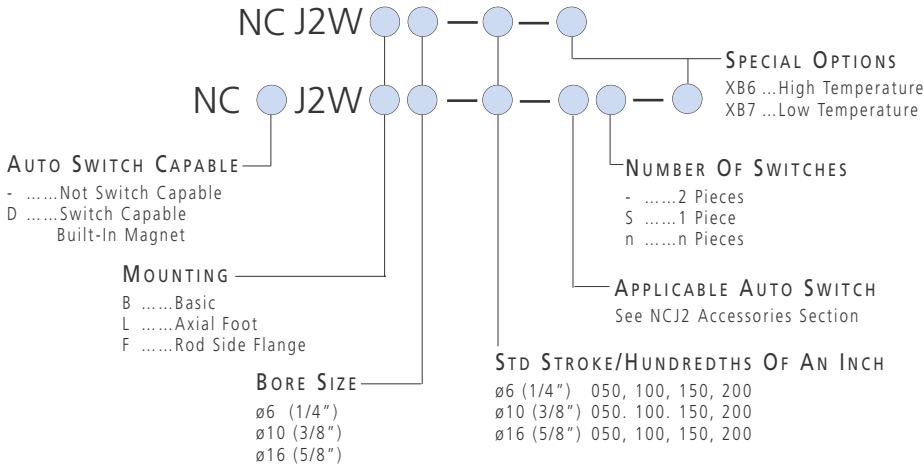 NC J2W — —
SPECIAL OPTIONS
XB6 ...High Temperature
XB7 ...Low Temperature
NC J2W — — —
AUTO SWITCH CAPABLE
- ......Not Switch Capable
D ......Switch Capable
Built-In Magnet
NUMBER OF SWITCHES
- ......2 Pieces
S ......1 Piece
n ......n Pieces
MOUNTING
B ......Basic
L ......Axial Foot
F ......Rod Side Flange
APPLICABLE AUTO SWITCH
See NCJ2 Accessories Section
BORE SIZE
ø6 (1/4")
ø10 (3/8")
ø16 (5/8")
STD STROKE/HUNDREDTHS OF AN INCH
ø6 (1/4") 050, 100, 150, 200
ø10 (3/8") 050. 100. 150, 200
ø16 (5/8") 050, 100, 150, 200